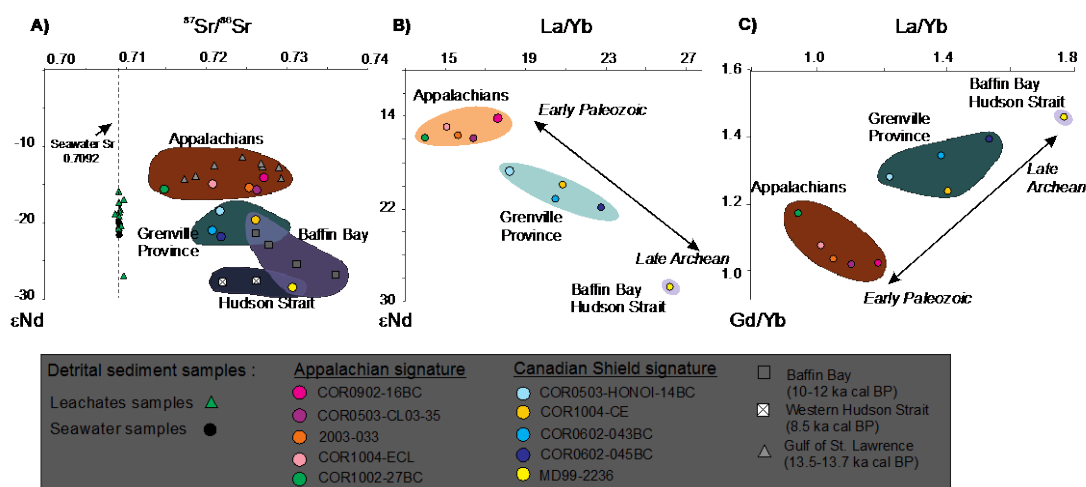 A)
⁸⁷Sr/⁸⁶Sr
0.70 0.71 0.72 0.73 0.74
-10
-20
-30
εNd
Seawater Sr
0.7092
Appalachians
Grenville
Province
Baffin Bay
Hudson Strait
B)
La/Yb
15 19 23 27
14
22
30
εNd
Appalachians
Early Paleozoic
Grenville
Province
Late Archean
Baffin Bay
Hudson Strait
C)
La/Yb
1.0 1.4 1.8
1.6
1.4
1.2
1.0
Gd/Yb
Baffin Bay
Hudson Strait
Grenville
Province
Late
Archean
Appalachians
Early Paleozoic
Detrital sediment samples :
Leachates samples
Seawater samples
Appalachian signature
COR0902-16BC
COR0503-CL03-35
2003-033
COR1004-ECL
COR1002-27BC
Canadian Shield signature
COR0503-HONOI-14BC
COR1004-CE
COR0602-043BC
COR0602-045BC
MD99-2236
Baffin Bay
(10-12 ka cal BP)
Western Hudson Strait
(8.5 ka cal BP)
Gulf of St. Lawrence
(13.5-13.7 ka cal BP)